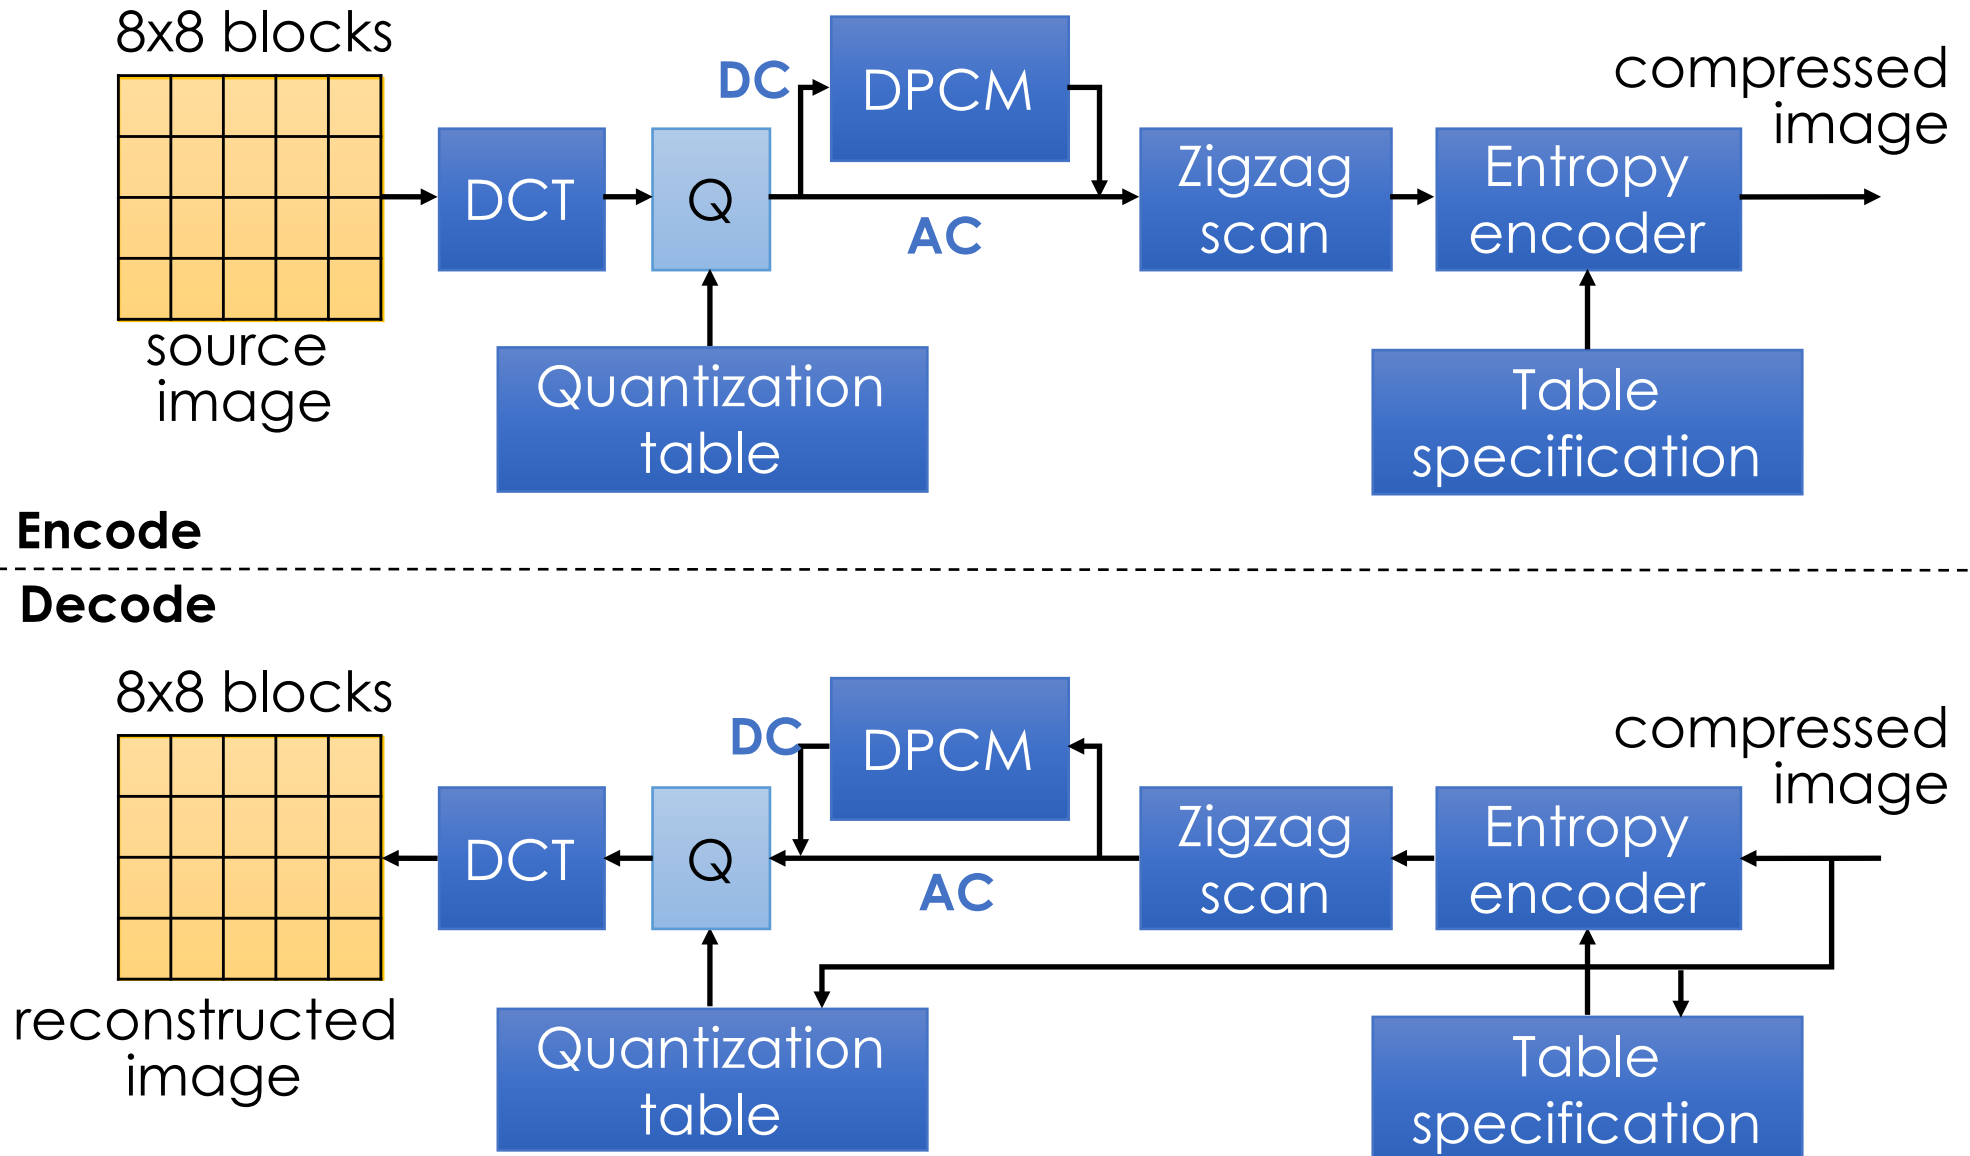 8x8 blocks
DC
DPCM
compressed
image
DCT
Q
AC
Zigzag
scan
Entropy
encoder
source
image
Quantization
table
Table
specification
Encode
Decode
8x8 blocks
DC
DPCM
compressed
image
DCT
Q
AC
Zigzag
scan
Entropy
encoder
reconstructed
image
Quantization
table
Table
specification